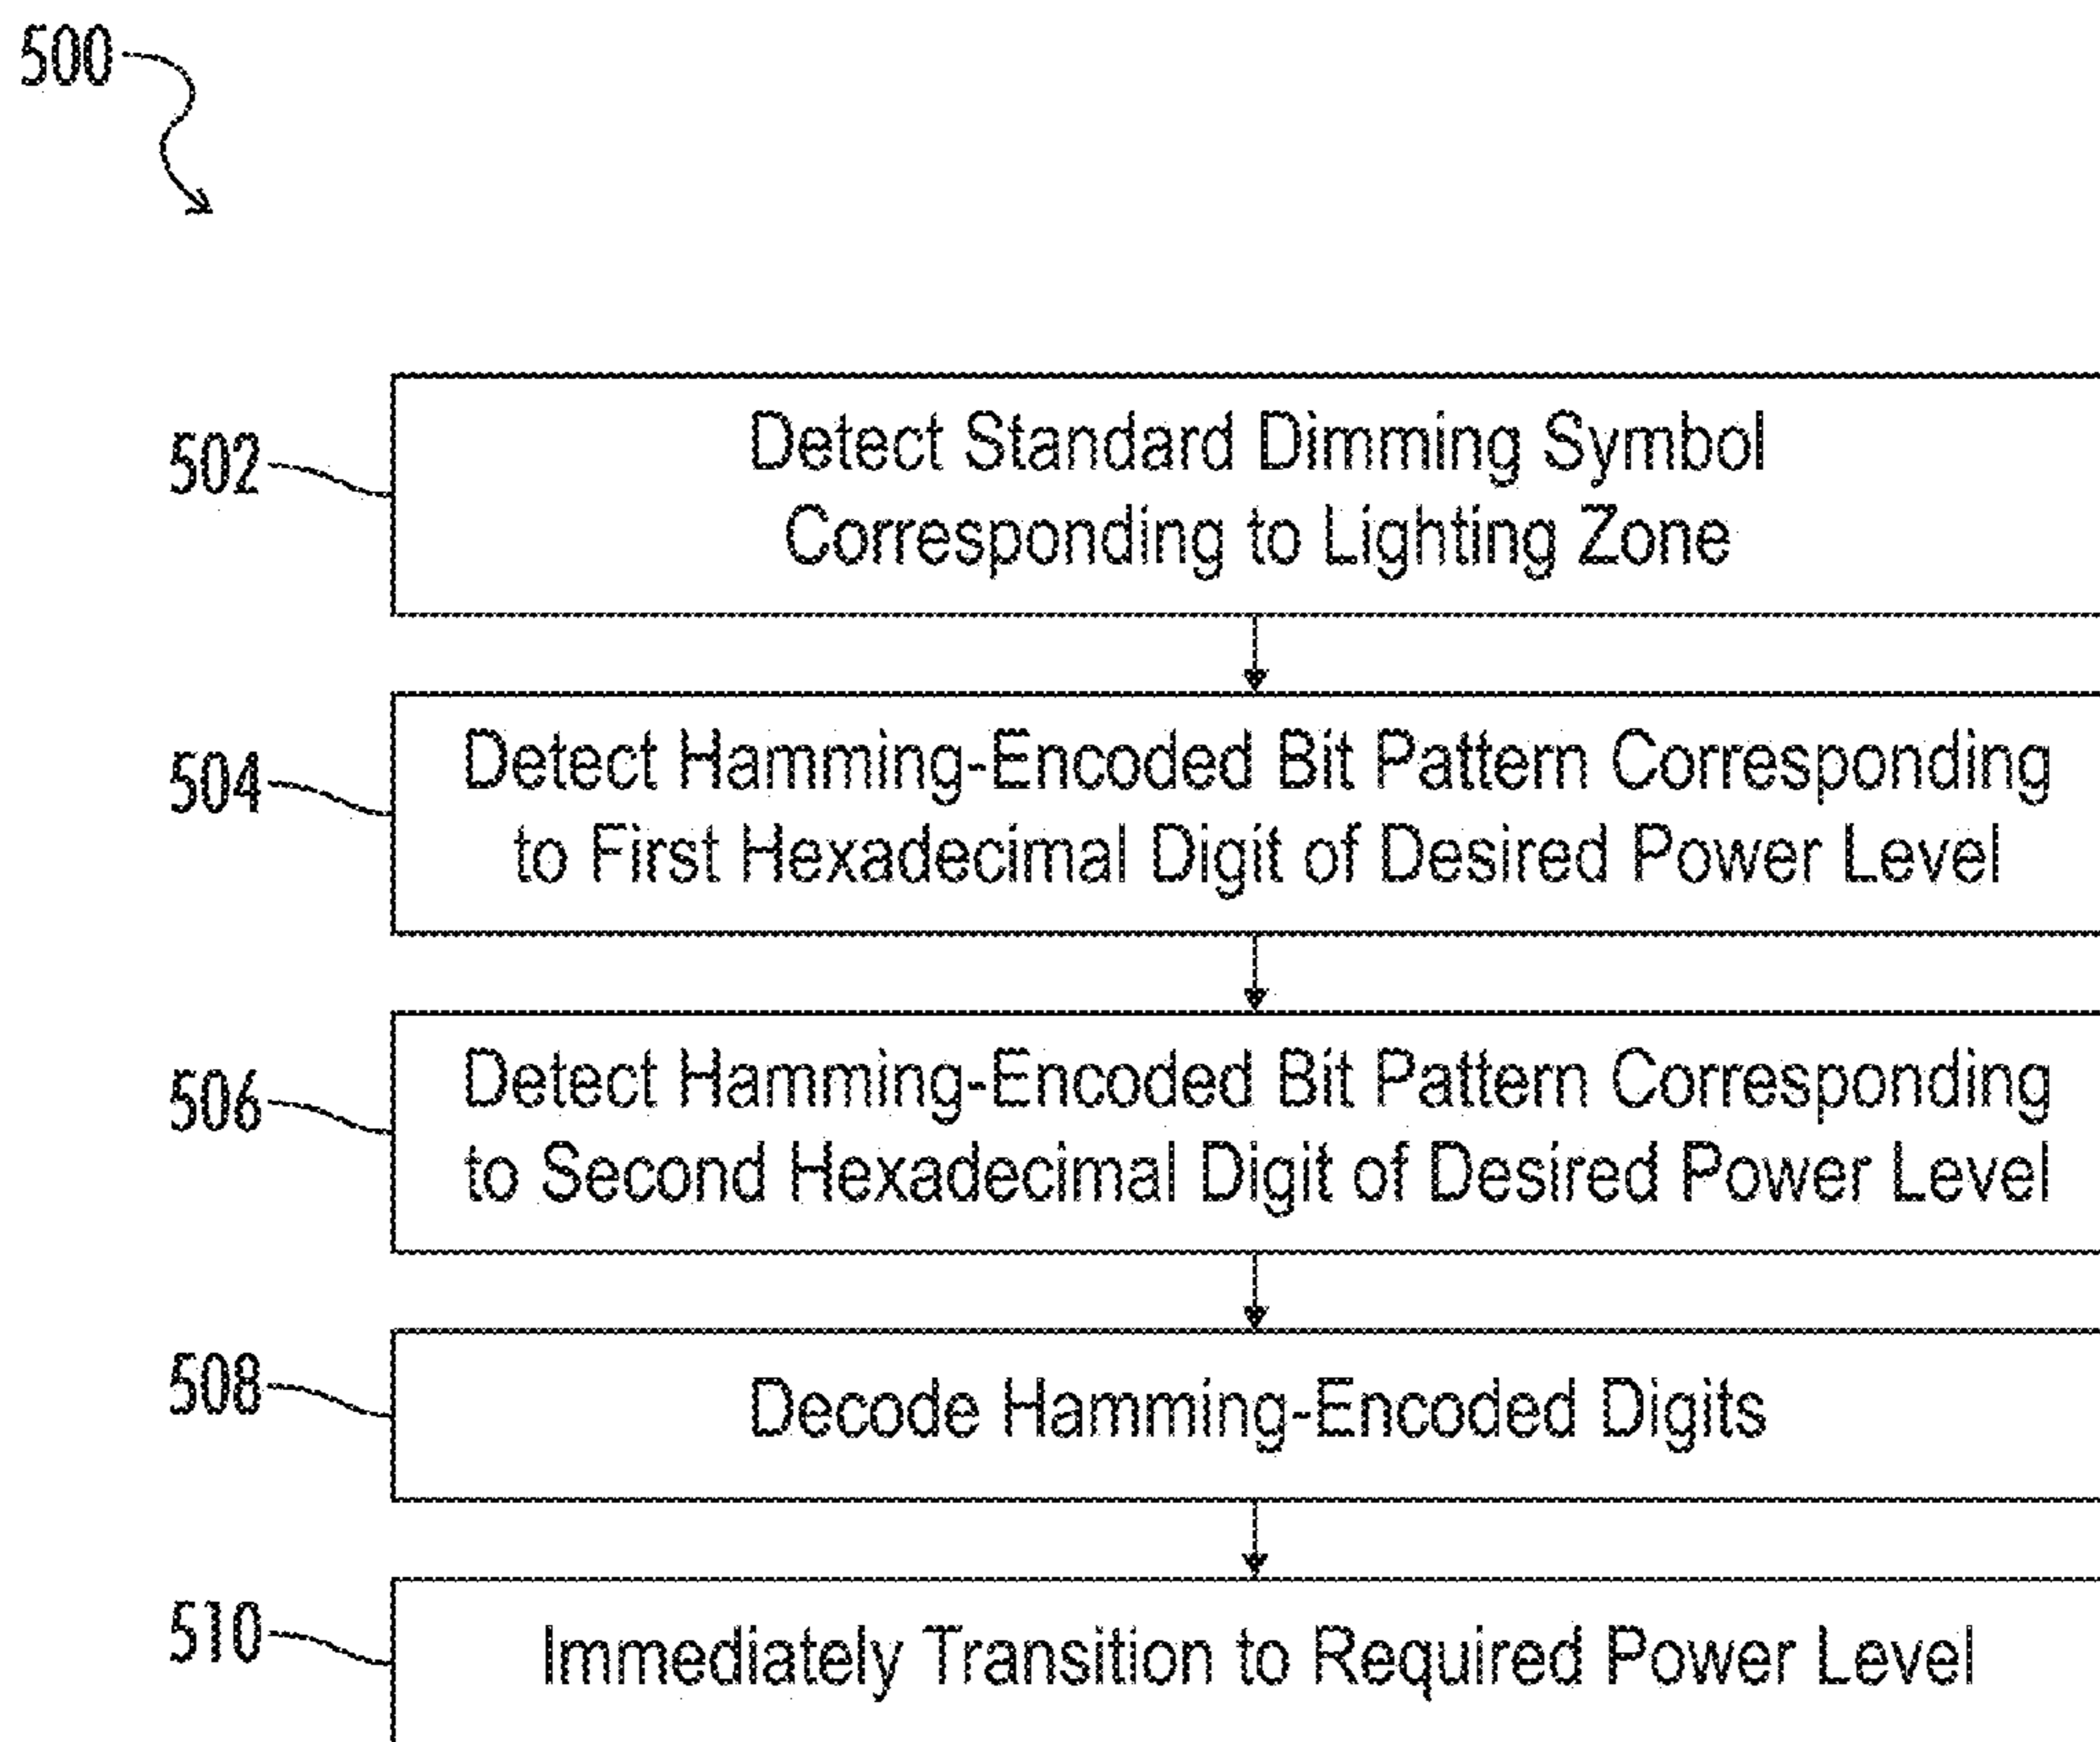 500
502
Detect Standard Dimming Symbol
Corresponding to Lighting Zone
504
Detect Hamming-Encoded Bit Pattern Corresponding
to First Hexadecimal Digit of Desired Power Level
506
Detect Hamming-Encoded Bit Pattern Corresponding
to Second Hexadecimal Digit of Desired Power Level
508
Decode Hamming-Encoded Digits
510
Immediately Transition to Required Power Level